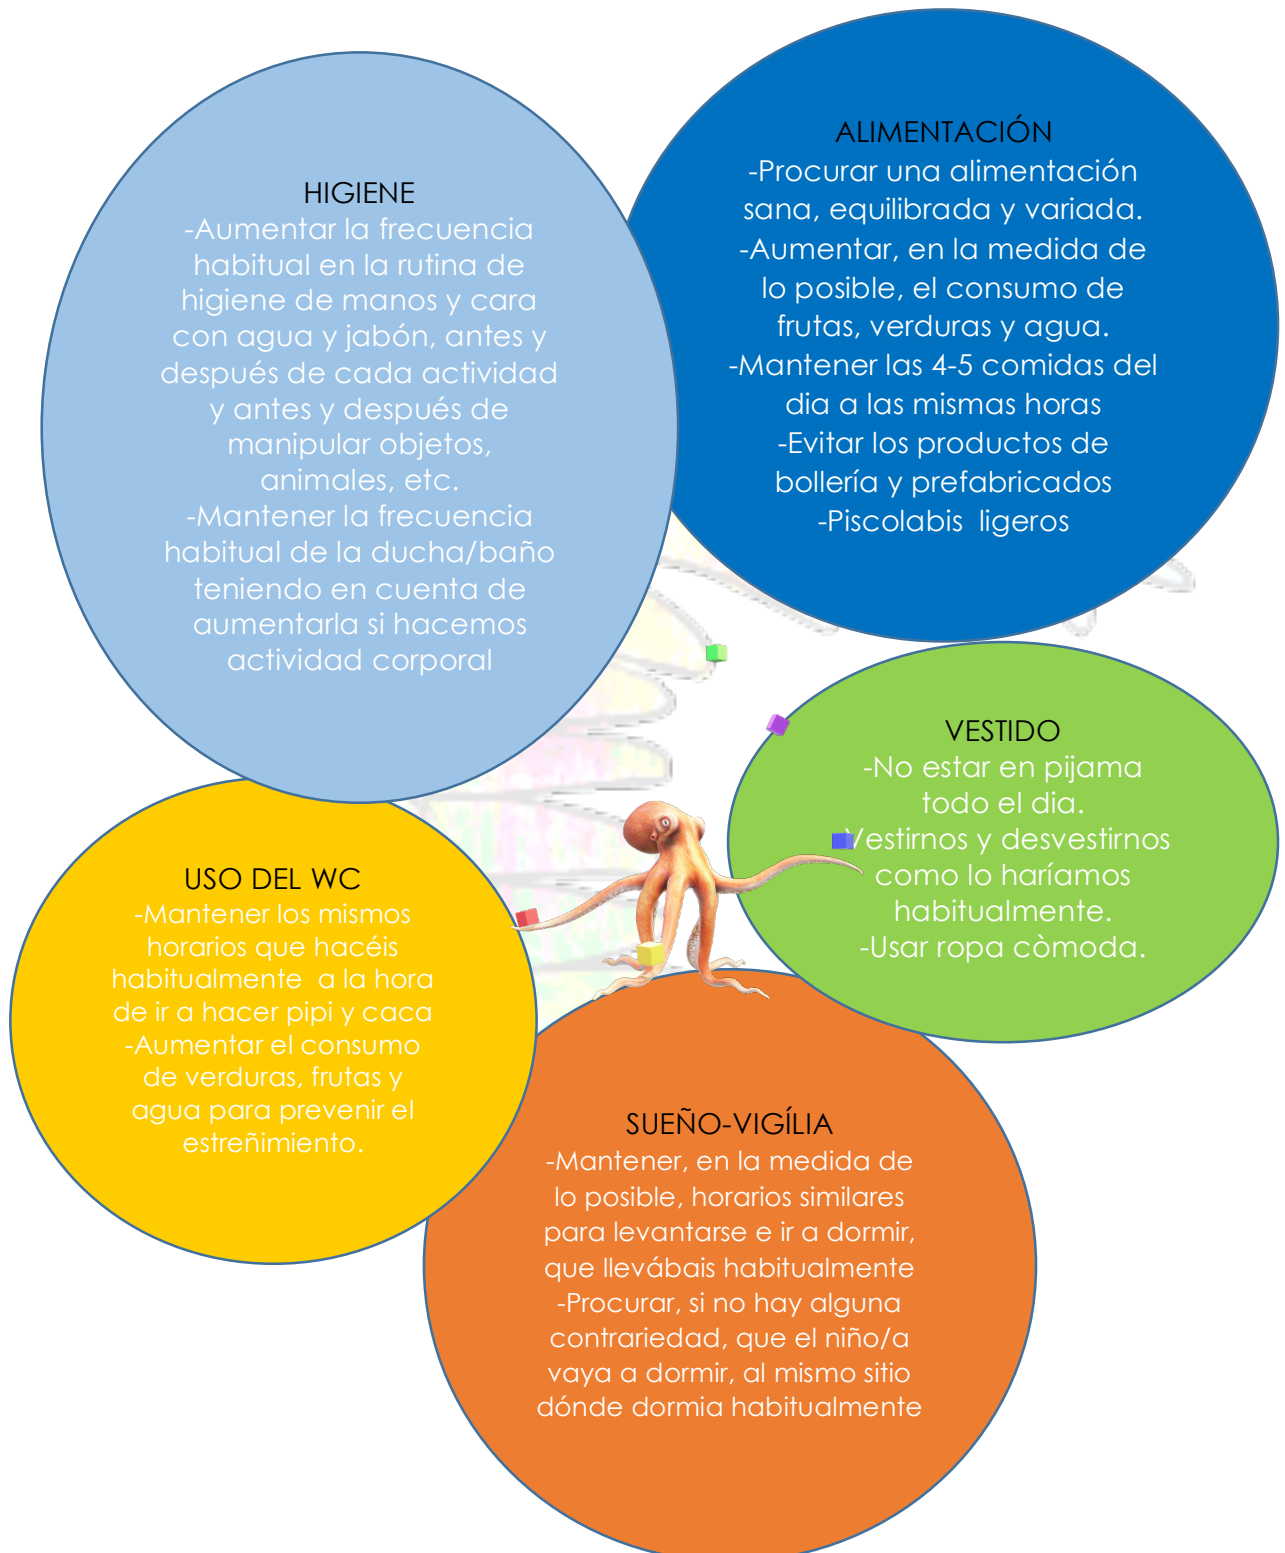 HIGIENE
-Aumentar la frecuencia
habitual en la rutina de
higiene de manos y cara
con agua y jabón, antes y
después de cada actividad
y antes y después de
manipular objetos,
animales, etc.
-Mantener la frecuencia
habitual de la ducha/baño
teniendo en cuenta de
aumentarla si hacemos
actividad corporal
ALIMENTACIÓN
-Procurar una alimentación
sana, equilibrada y variada.
-Aumentar, en la medida de
lo posible, el consumo de
frutas, verduras y agua.
-Mantener las 4-5 comidas del
dia a las mismas horas
-Evitar los productos de
bollería y prefabricados
-Piscolabis  ligeros
VESTIDO
-No estar en pijama
todo el dia.
Vestirnos y desvestirnos
como lo haríamos
habitualmente.
-Usar ropa còmoda.
USO DEL WC
-Mantener los mismos
horarios que hacéis
habitualmente  a la hora
de ir a hacer pipi y caca
-Aumentar el consumo
de verduras, frutas y
agua para prevenir el
estreñimiento.
SUEÑO-VIGÍLIA
-Mantener, en la medida de
lo posible, horarios similares
para levantarse e ir a dormir,
que llevábais habitualmente
-Procurar, si no hay alguna
contrariedad, que el niño/a
vaya a dormir, al mismo sitio
dónde dormia habitualmente